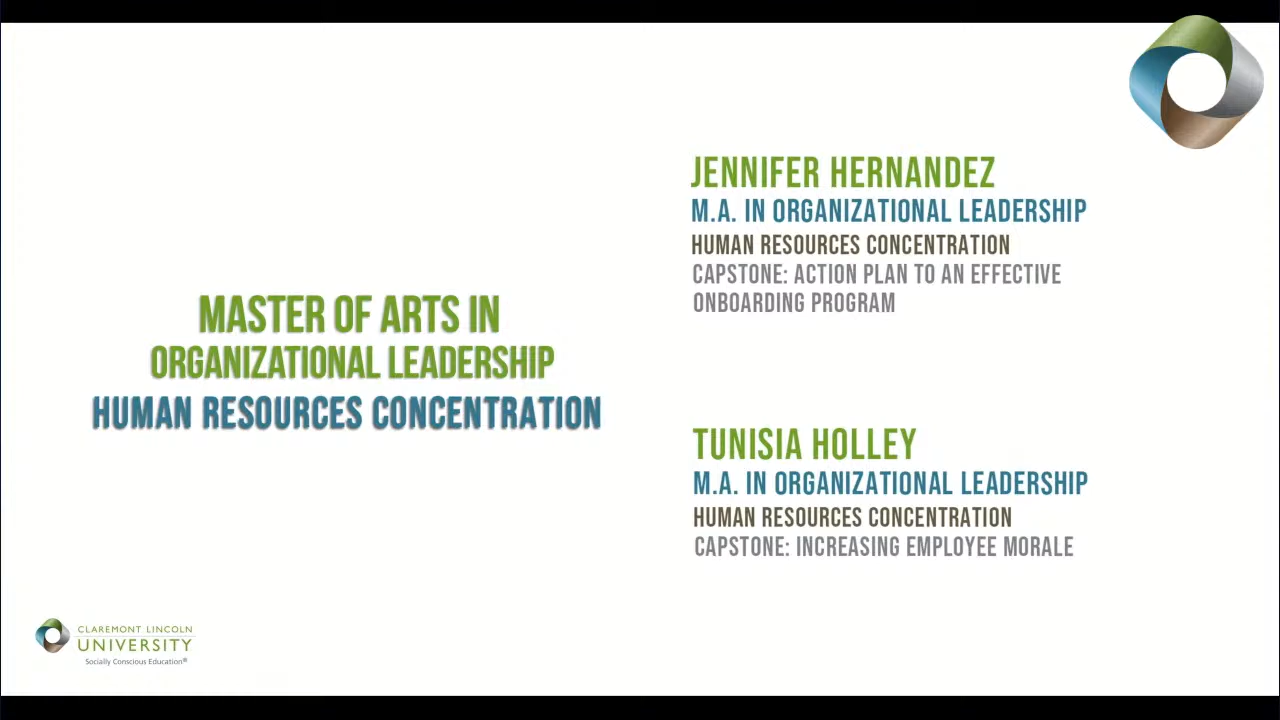 MASTER OF ARTS IN
ORGANIZATIONAL LEADERSHIP
HUMAN RESOURCES CONCENTRATION
JENNIFER HERNANDEZ
M.A. IN ORGANIZATIONAL LEADERSHIP
HUMAN RESOURCES CONCENTRATION
CAPSTONE: ACTION PLAN TO AN EFFECTIVE
ONBOARDING PROGRAM
TUNISIA HOLLEY
M.A. IN ORGANIZATIONAL LEADERSHIP
HUMAN RESOURCES CONCENTRATION
CAPSTONE: INCREASING EMPLOYEE MORALE
CLAREMONT LINCOLN
UNIVERSITY
Socially Conscious Education®